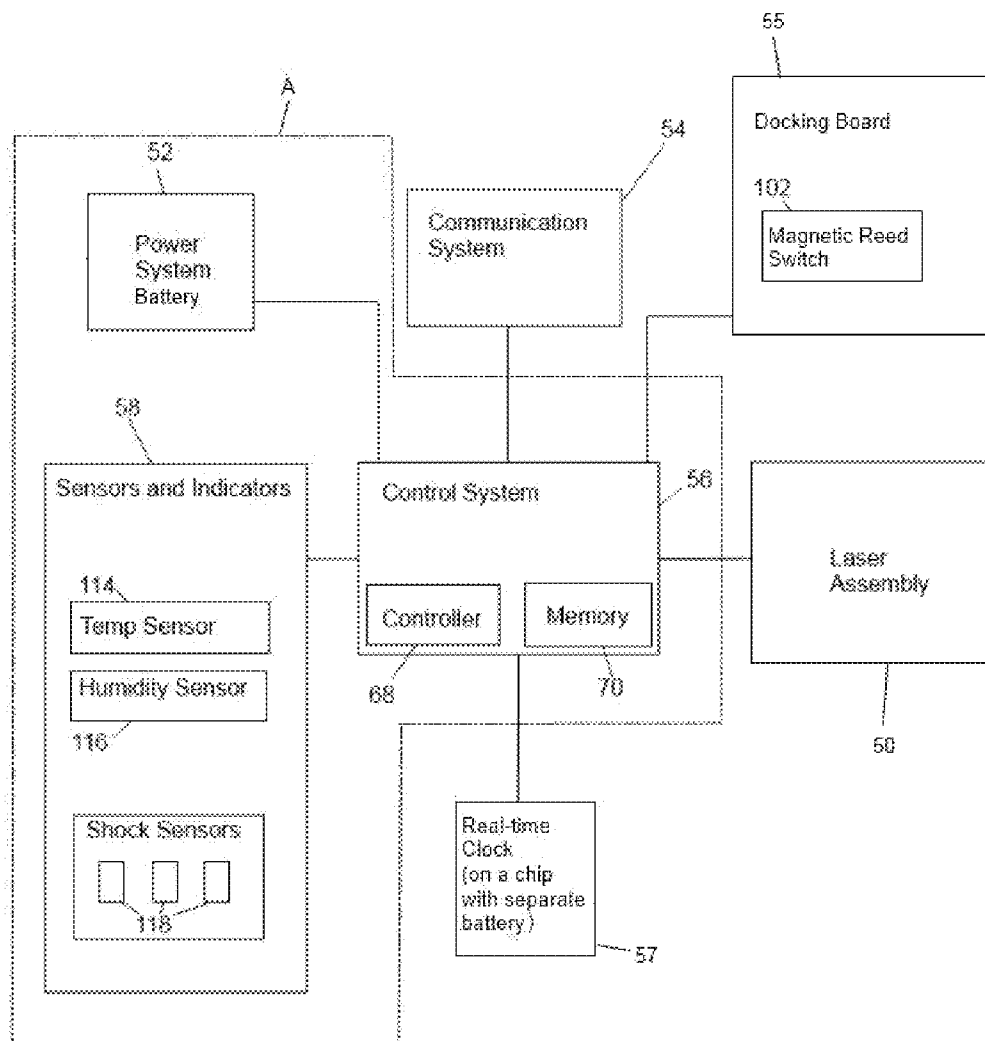 55
A
Docking Board
52
54
102
Magnetic Reed
Switch
Communication
System
Power
System
Battery
58
Sensors and Indicators
Control System
56
Laser
Assembly
114
Temp Sensor
Controller
Memory
Humidity Sensor
68
70
116
50
Shock Sensors
Real-time
Clock
(on a chip
with separate
battery)
118
57